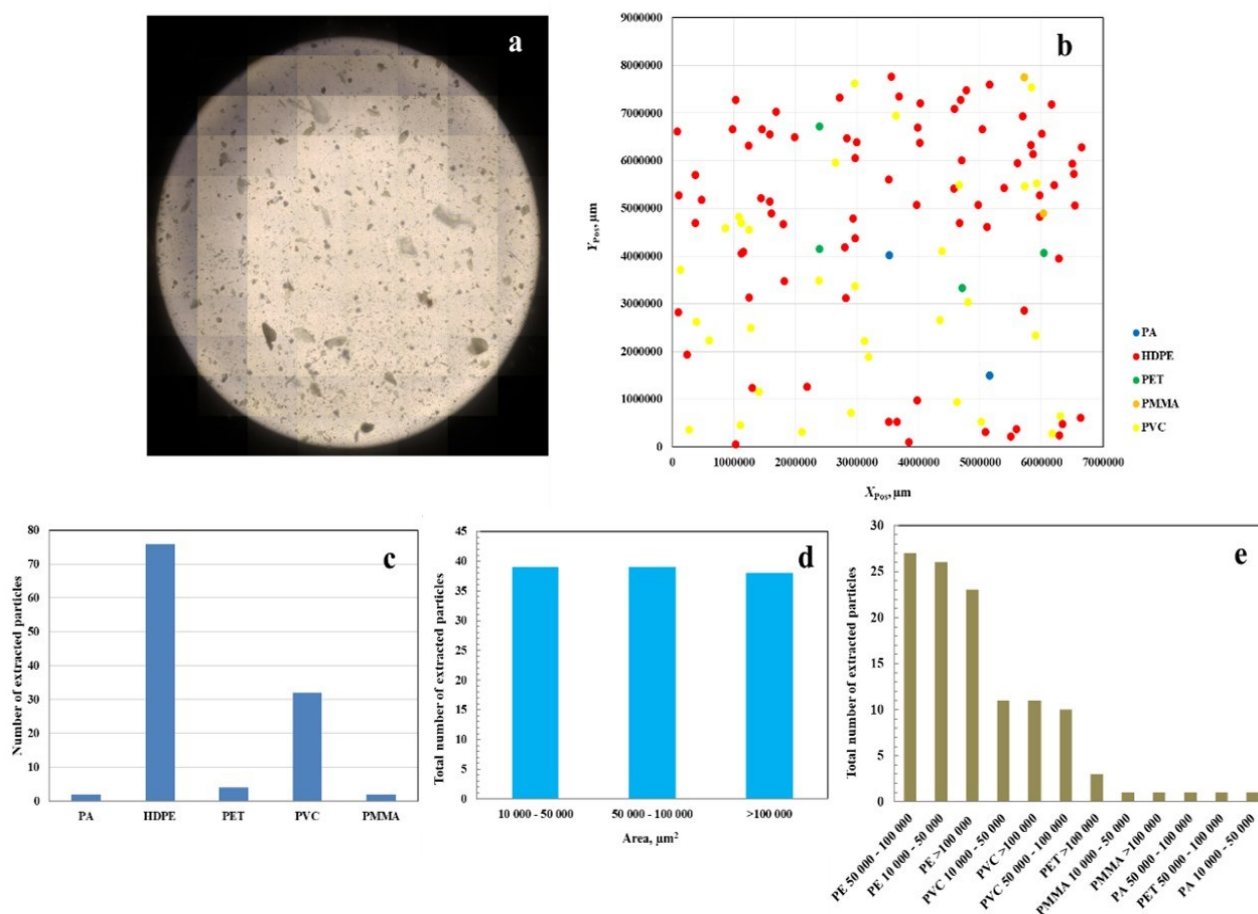 a
b
9000000
8000000
7000000
6000000
5000000
4000000
3000000
2000000
1000000
0
Y Pos, µm
0 1000000 2000000 3000000 4000000 5000000 6000000 7000000
X Pos, µm
PA
HDPE
PET
PMMA
PVC
c
80
70
60
50
40
30
20
10
0
Number of extracted particles
PA HDPE PET PVC PMMA
d
45
40
35
30
25
20
15
10
5
0
Total number of extracted particles
10 000 - 50 000 50 000 - 100 000 >100 000
Area, µm²
e
30
25
20
15
10
5
0
Total number of extracted particles
PE 50 000 - 100 000
PE 10 000 - 50 000
PE >100 000
PVC 10 000 - 50 000
PVC >100 000
PVC 50 000 - 100 000
PET >100 000
PMMA 10 000 - 50 000
PMMA >100 000
PA 50 000 - 100 000
PET 50 000 - 100 000
PA 10 000 - 50 000